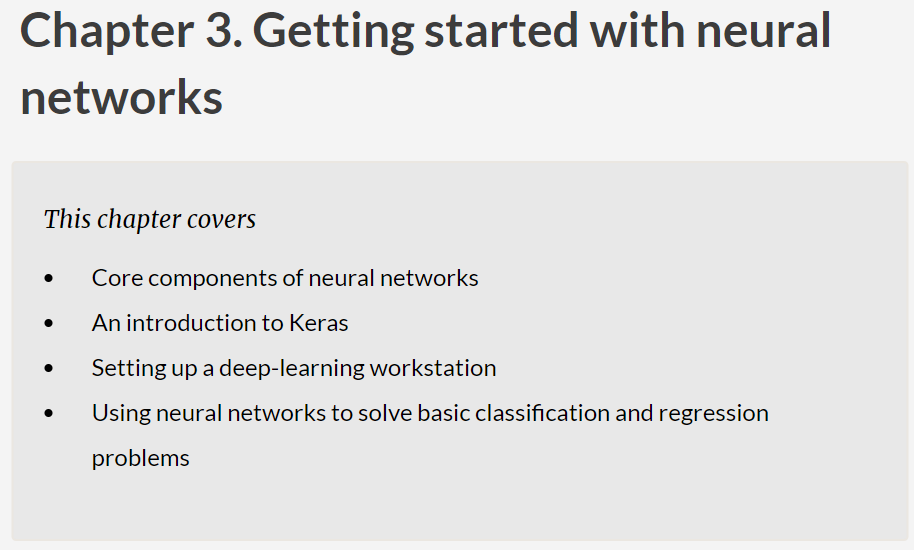 Chapter 3. Getting started with neural
networks
This chapter covers
• Core components of neural networks
• An introduction to Keras
• Setting up a deep-learning workstation
• Using neural networks to solve basic classification and regression
problems